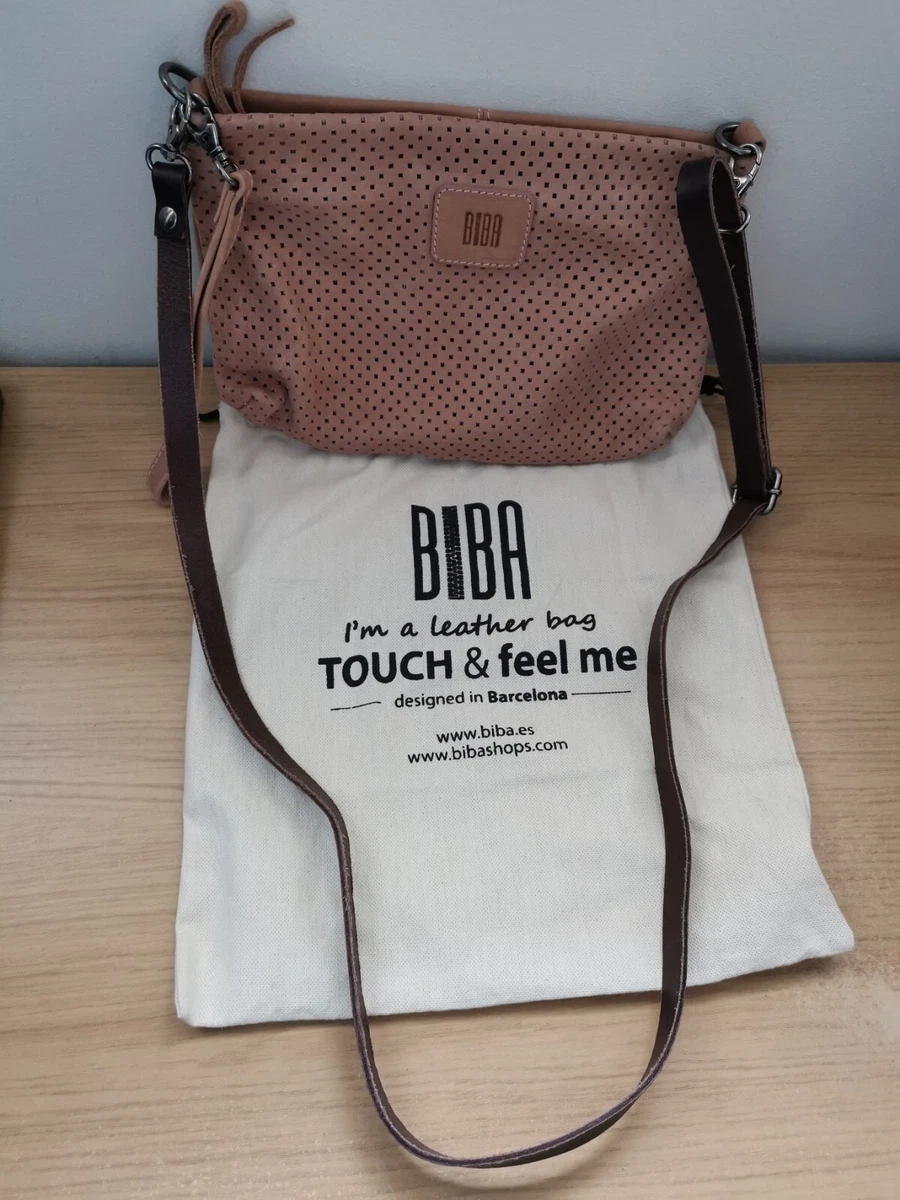 BIBA
BIBA
I'm a leather bag
TOUCH & feel me
designed in Barcelona
www.biba.es
www.bibashops.com